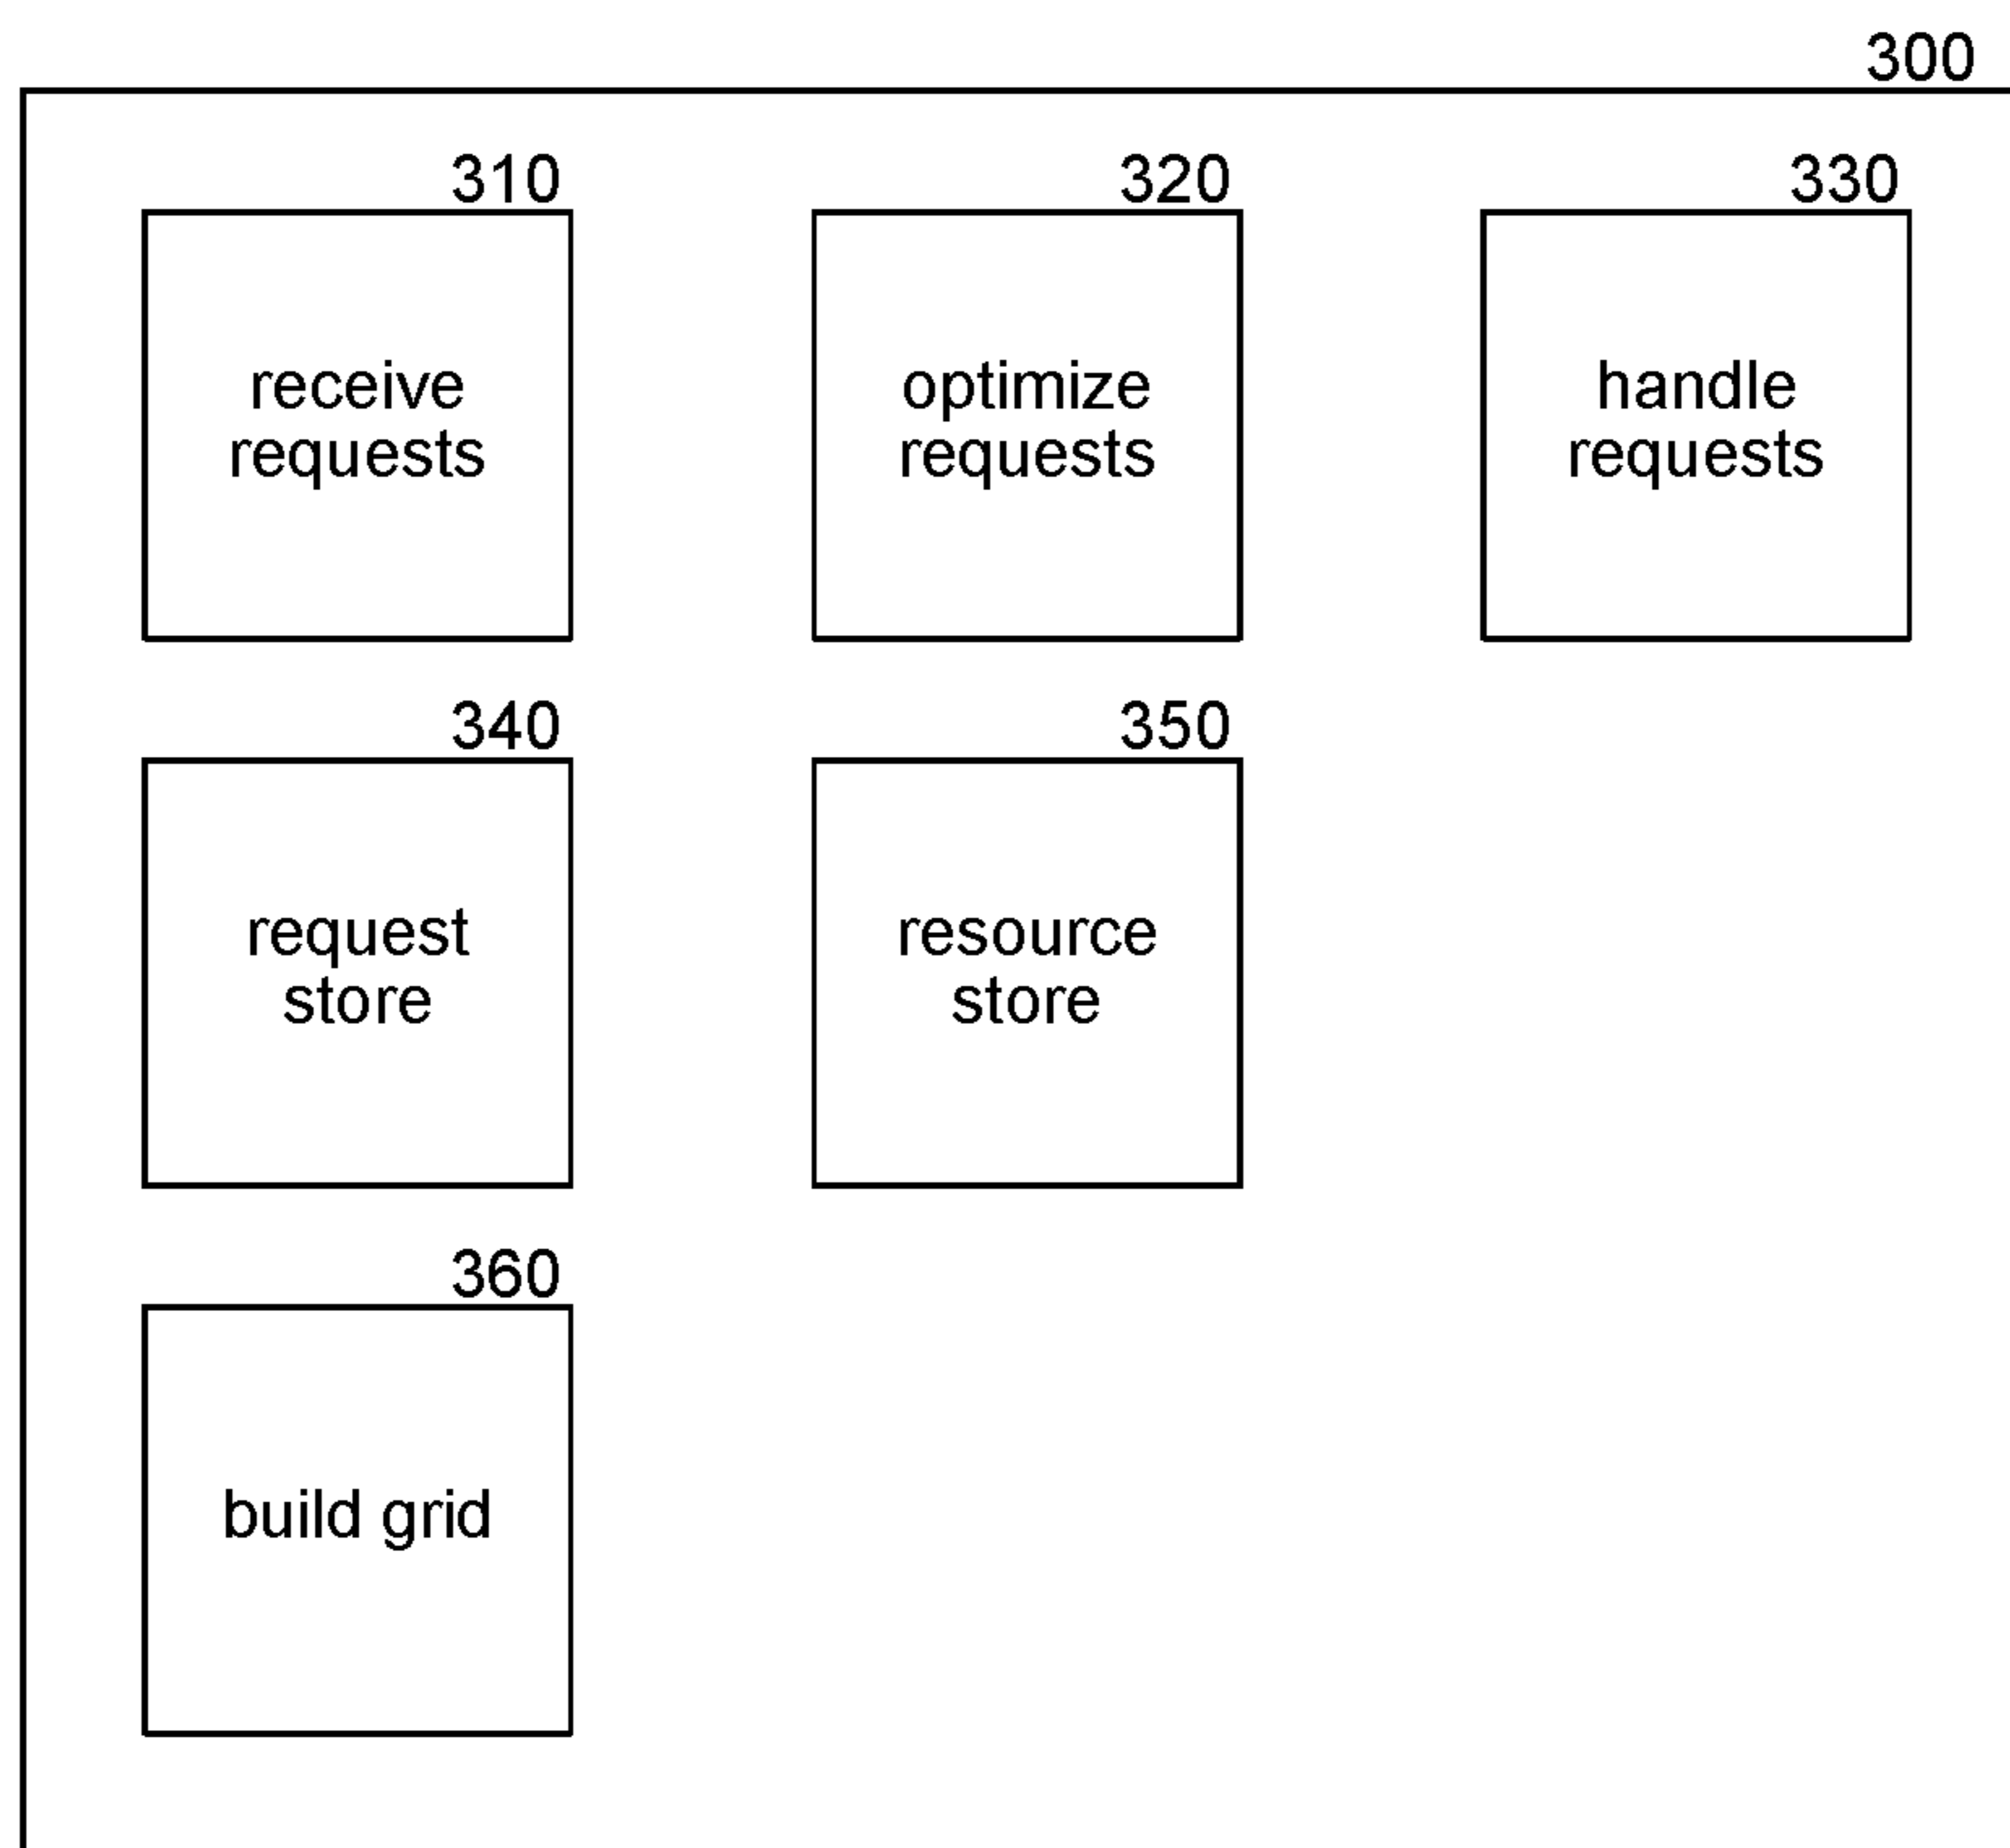 300
310
320
330
receive
requests
optimize
requests
handle
requests
340
350
request
store
resource
store
360
build grid